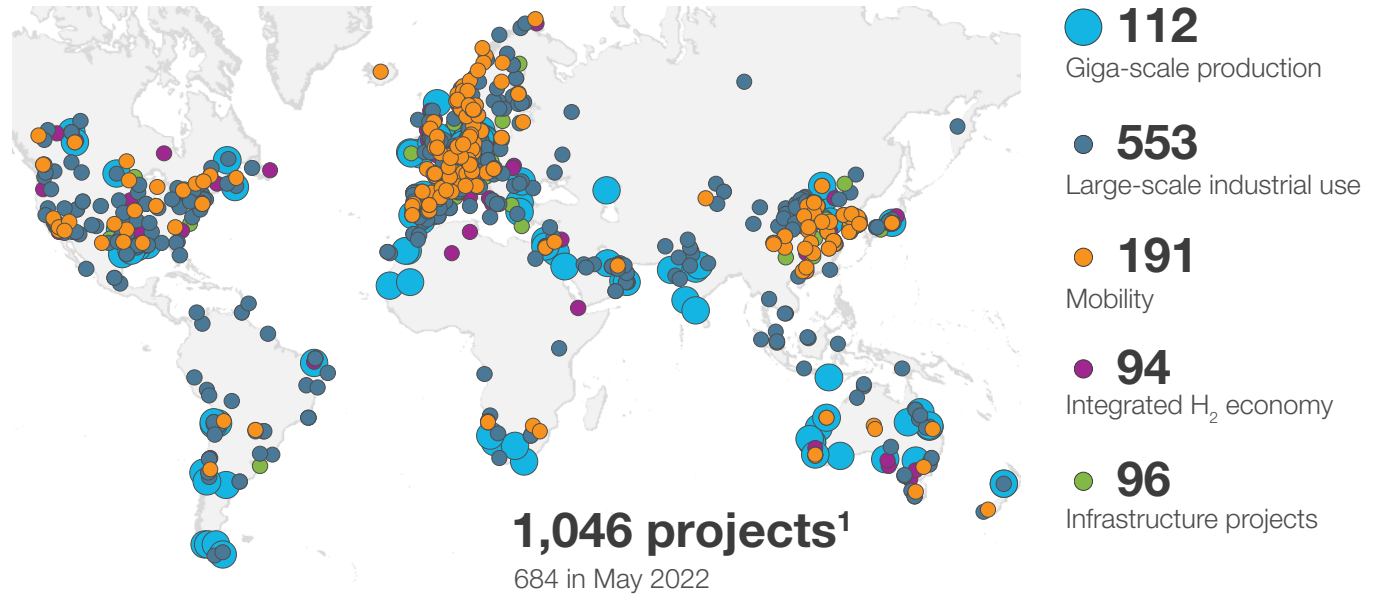 112
Giga-scale production
553
Large-scale industrial use
191
Mobility
94
Integrated H₂ economy
96
Infrastructure projects
1,046 projects¹
684 in May 2022